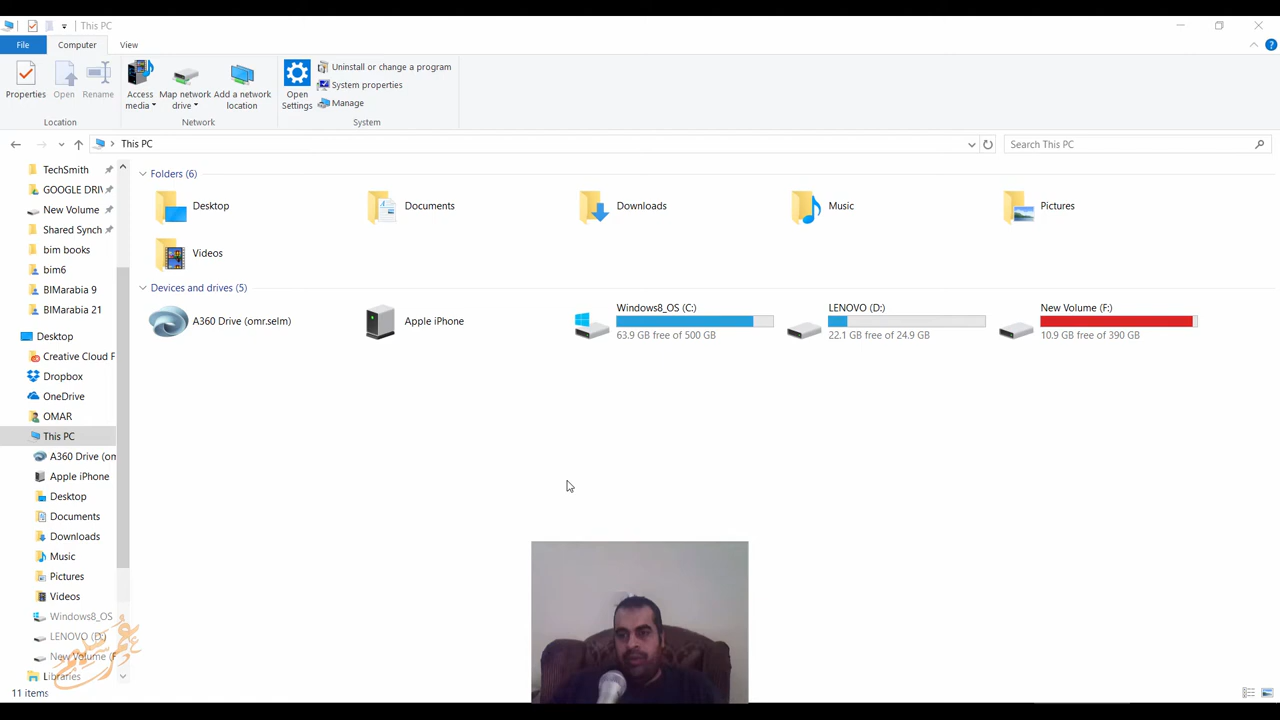 This PC
File
Computer
View
Properties
Open
Rename
Access media
Map network drive
Add a network location
Open Settings
Uninstall or change a program
System properties
Manage
Location
Network
System
This PC
Search This PC
TechSmith
GOOGLE DRIV
New Volume
Shared Synch
bim books
bim6
BIMarabia 9
BIMarabia 21
Desktop
Creative Cloud F
Dropbox
OneDrive
OMAR
This PC
A360 Drive (om
Apple iPhone
Desktop
Documents
Downloads
Music
Pictures
Videos
Windows8_OS
LENOVO (D:)
New Volume (F
Libraries
Folders (6)
Desktop
Documents
Downloads
Music
Pictures
Videos
Devices and drives (5)
A360 Drive (omr.selm)
Apple iPhone
Windows8_OS (C:)
63.9 GB free of 500 GB
LENOVO (D:)
22.1 GB free of 24.9 GB
New Volume (F:)
10.9 GB free of 390 GB
عمر سليم
11 items